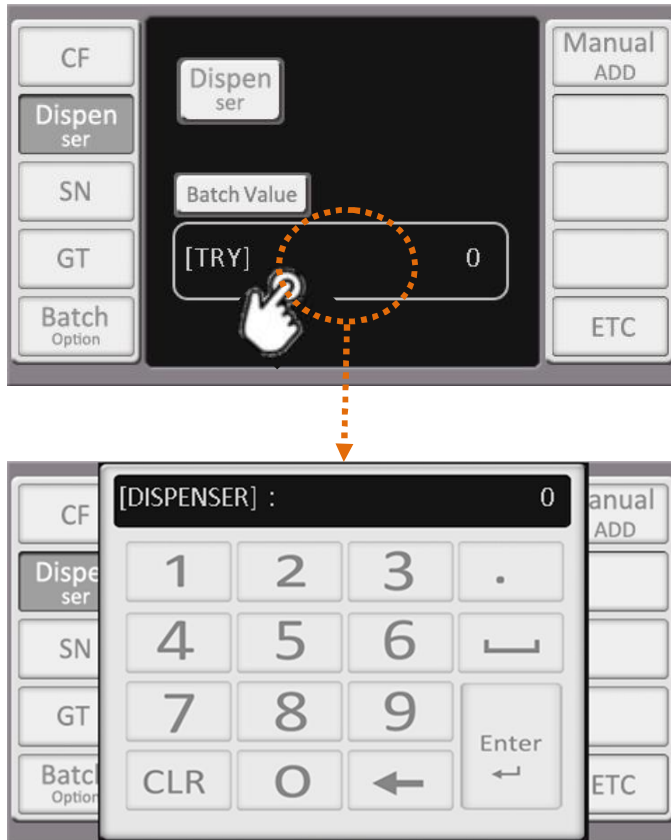 CF
Dispen
ser
SN
GT
Batch
Option
Dispen
ser
Batch Value
[TRY] 0
Manual
ADD
ETC
CF
Dispe
ser
SN
GT
Batcl
Option
[DISPENSER] : 0
1 2 3 .
4 5 6
7 8 9
Enter
CLR 0 ←
anual
ADD
ETC